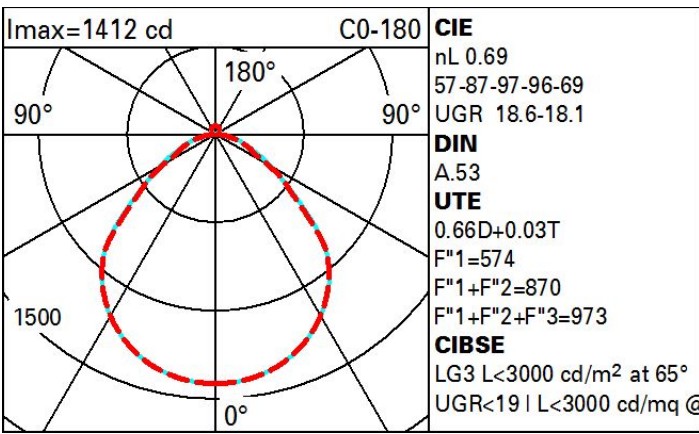 Imax=1412 cd C0-180
180°
90° 90°
1500
0°
CIE
nL 0.69
57-87-97-96-69
UGR 18.6-18.1
DIN
A.53
UTE
0.66D+0.03T
F"1=574
F"1+F"2=870
F"1+F"2+F"3=973
CIBSE
LG3 L<3000 cd/m² at 65°
UGR<19 | L<3000 cd/mq @